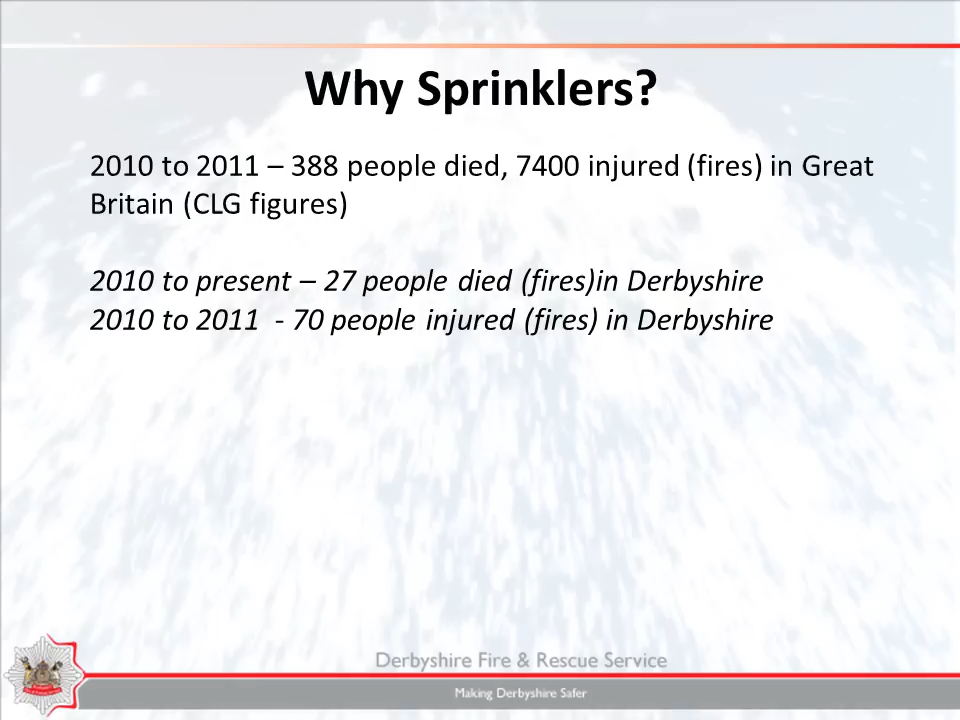 Why Sprinklers?
2010 to 2011 – 388 people died, 7400 injured (fires) in Great
Britain (CLG figures)
2010 to present – 27 people died (fires)in Derbyshire
2010 to 2011  - 70 people injured (fires) in Derbyshire
Derbyshire Fire & Rescue Service
Making Derbyshire Safer